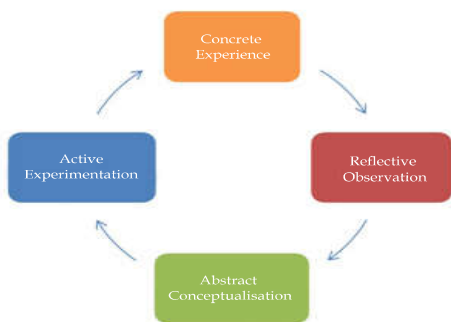 Concrete
Experience
Active
Experimentation
Reflective
Observation
Abstract
Conceptualisation